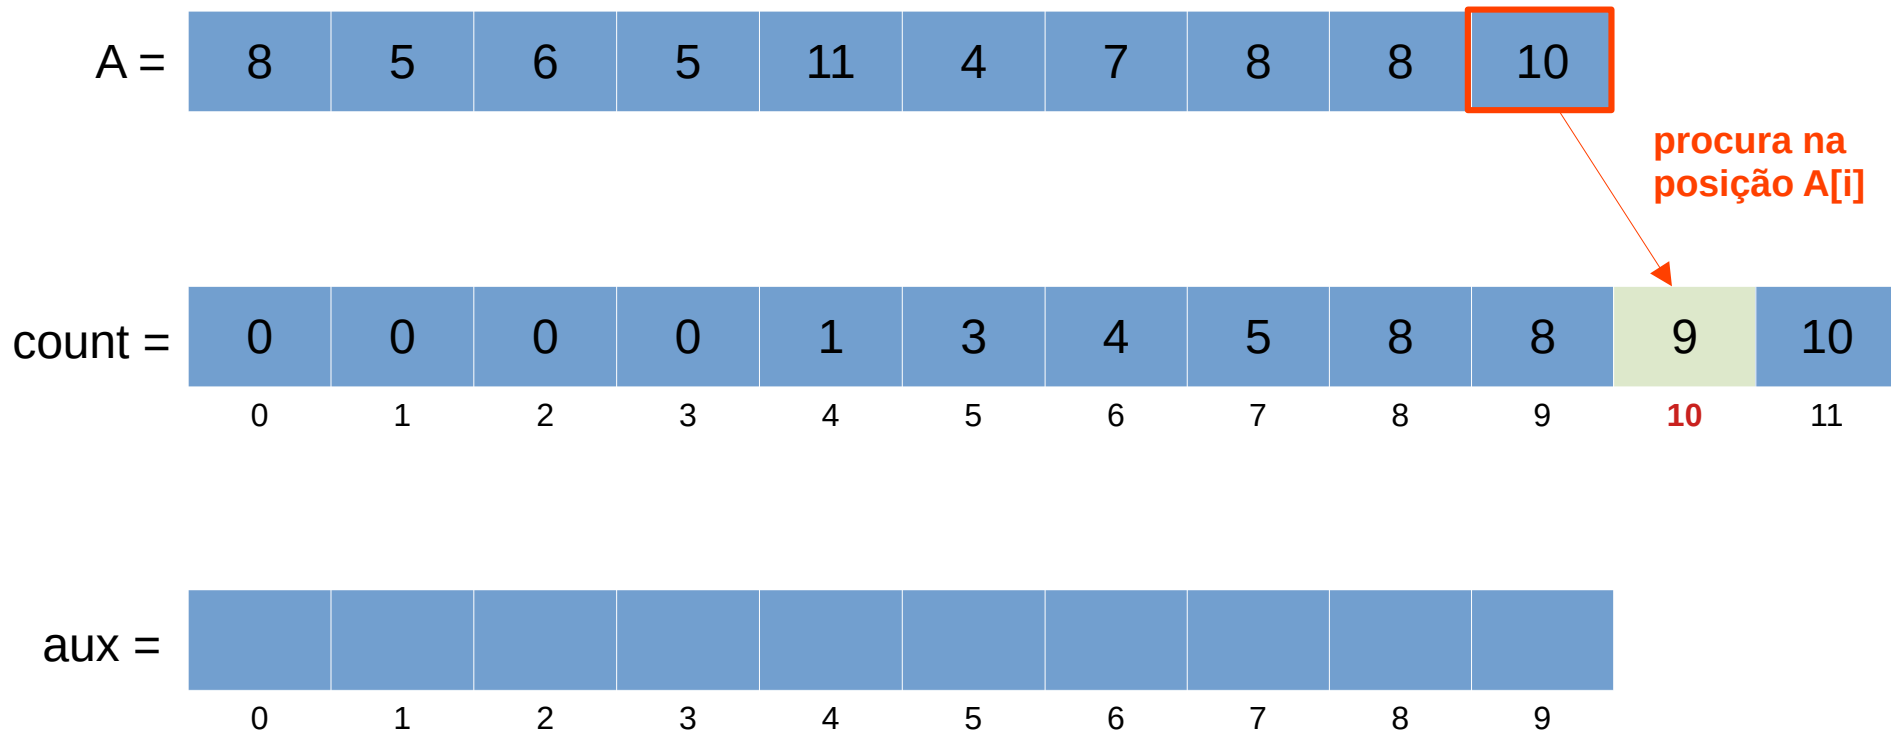 A = 8 5 6 5 11 4 7 8 8 10
procura na
posição A[i]
count = 0 0 0 0 1 3 4 5 8 8 9 10
0 1 2 3 4 5 6 7 8 9 10 11
aux =
0 1 2 3 4 5 6 7 8 9